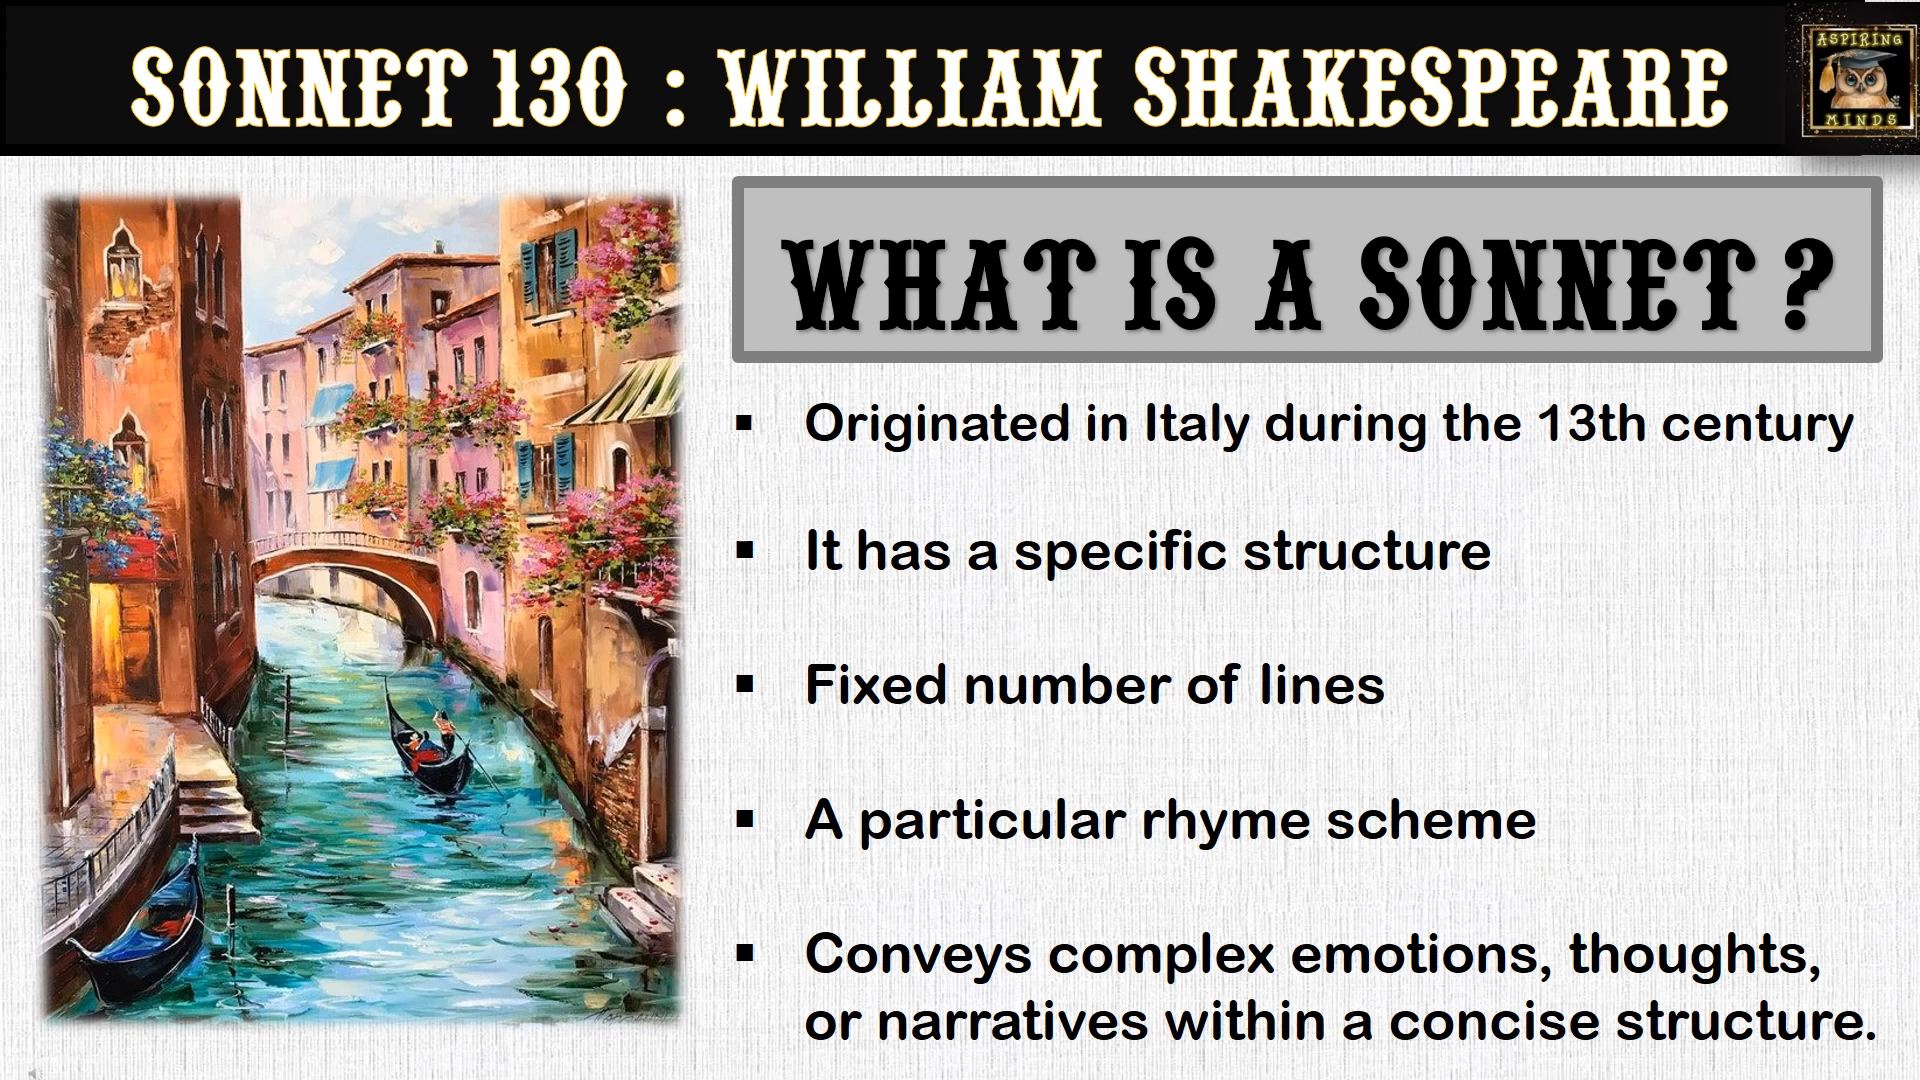 SONNET 130 : WILLIAM SHAKESPEARE
ASPIRING
MINDS
WHAT IS A SONNET ?
▪ Originated in Italy during the 13th century
▪ It has a specific structure
▪ Fixed number of lines
▪ A particular rhyme scheme
▪ Conveys complex emotions, thoughts,
or narratives within a concise structure.